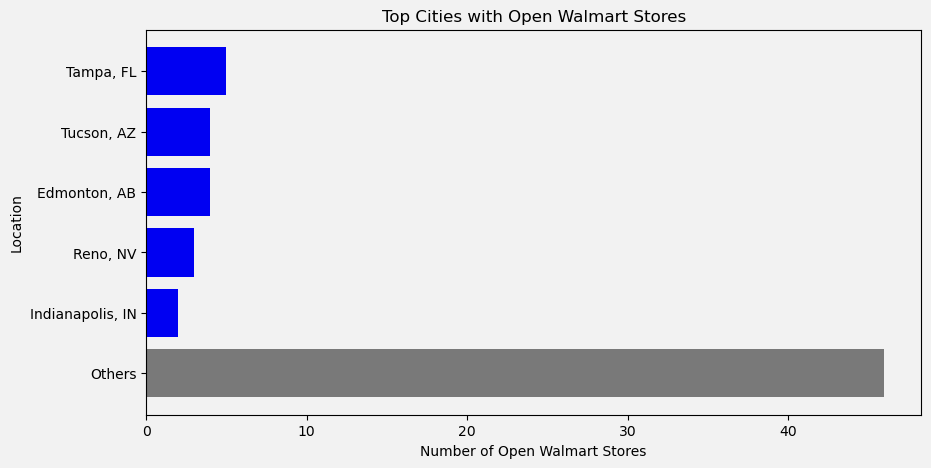 Top Cities with Open Walmart Stores
Location
Tampa, FL
Tucson, AZ
Edmonton, AB
Reno, NV
Indianapolis, IN
Others
0 10 20 30 40
Number of Open Walmart Stores